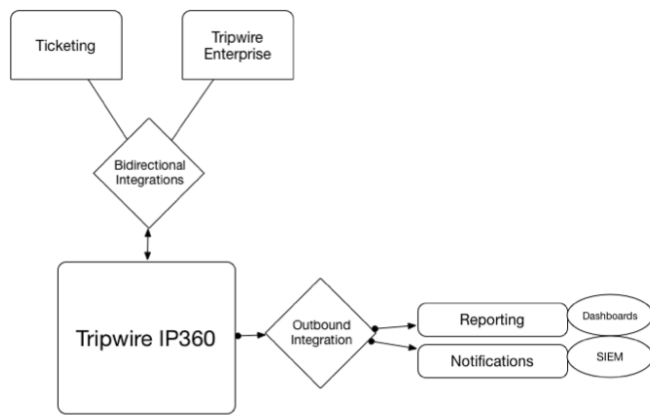 Ticketing
Tripwire
Enterprise
Bidirectional
Integrations
Tripwire IP360
Outbound
Integration
Reporting
Dashboards
Notifications
SIEM